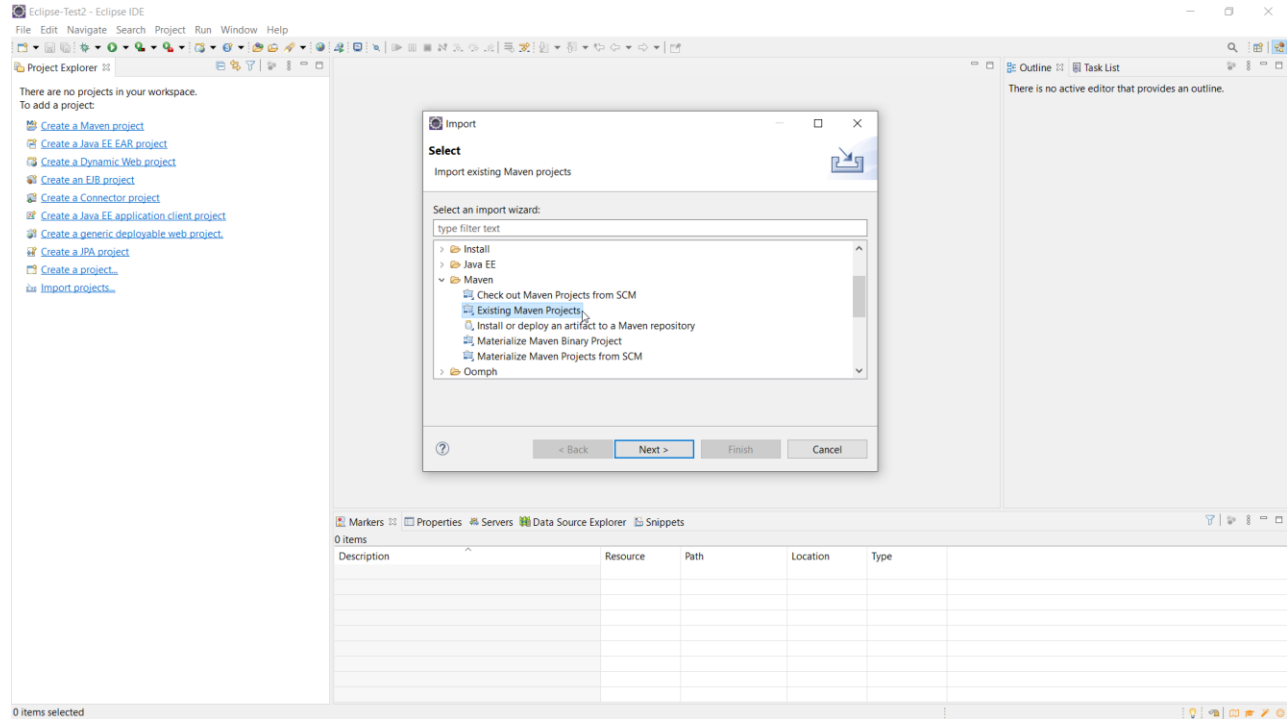 Eclipse-Test2 - Eclipse IDE
File Edit Navigate Search Project Run Window Help
Project Explorer
There are no projects in your workspace.
To add a project:
Create a Maven project
Create a Java EE EAR project
Create a Dynamic Web project
Create an EJB project
Create a Connector project
Create a Java EE application client project
Create a generic deployable web project.
Create a JPA project
Create a project...
Import projects...
Outline Task List
There is no active editor that provides an outline.
Import
Select
Import existing Maven projects
Select an import wizard:
type filter text
Install
Java EE
Maven
Check out Maven Projects from SCM
Existing Maven Projects
Install or deploy an artifact to a Maven repository
Materialize Maven Binary Project
Materialize Maven Projects from SCM
Oomph
< Back Next > Finish Cancel
Markers Properties Servers Data Source Explorer Snippets
0 items
Description Resource Path Location Type
0 items selected